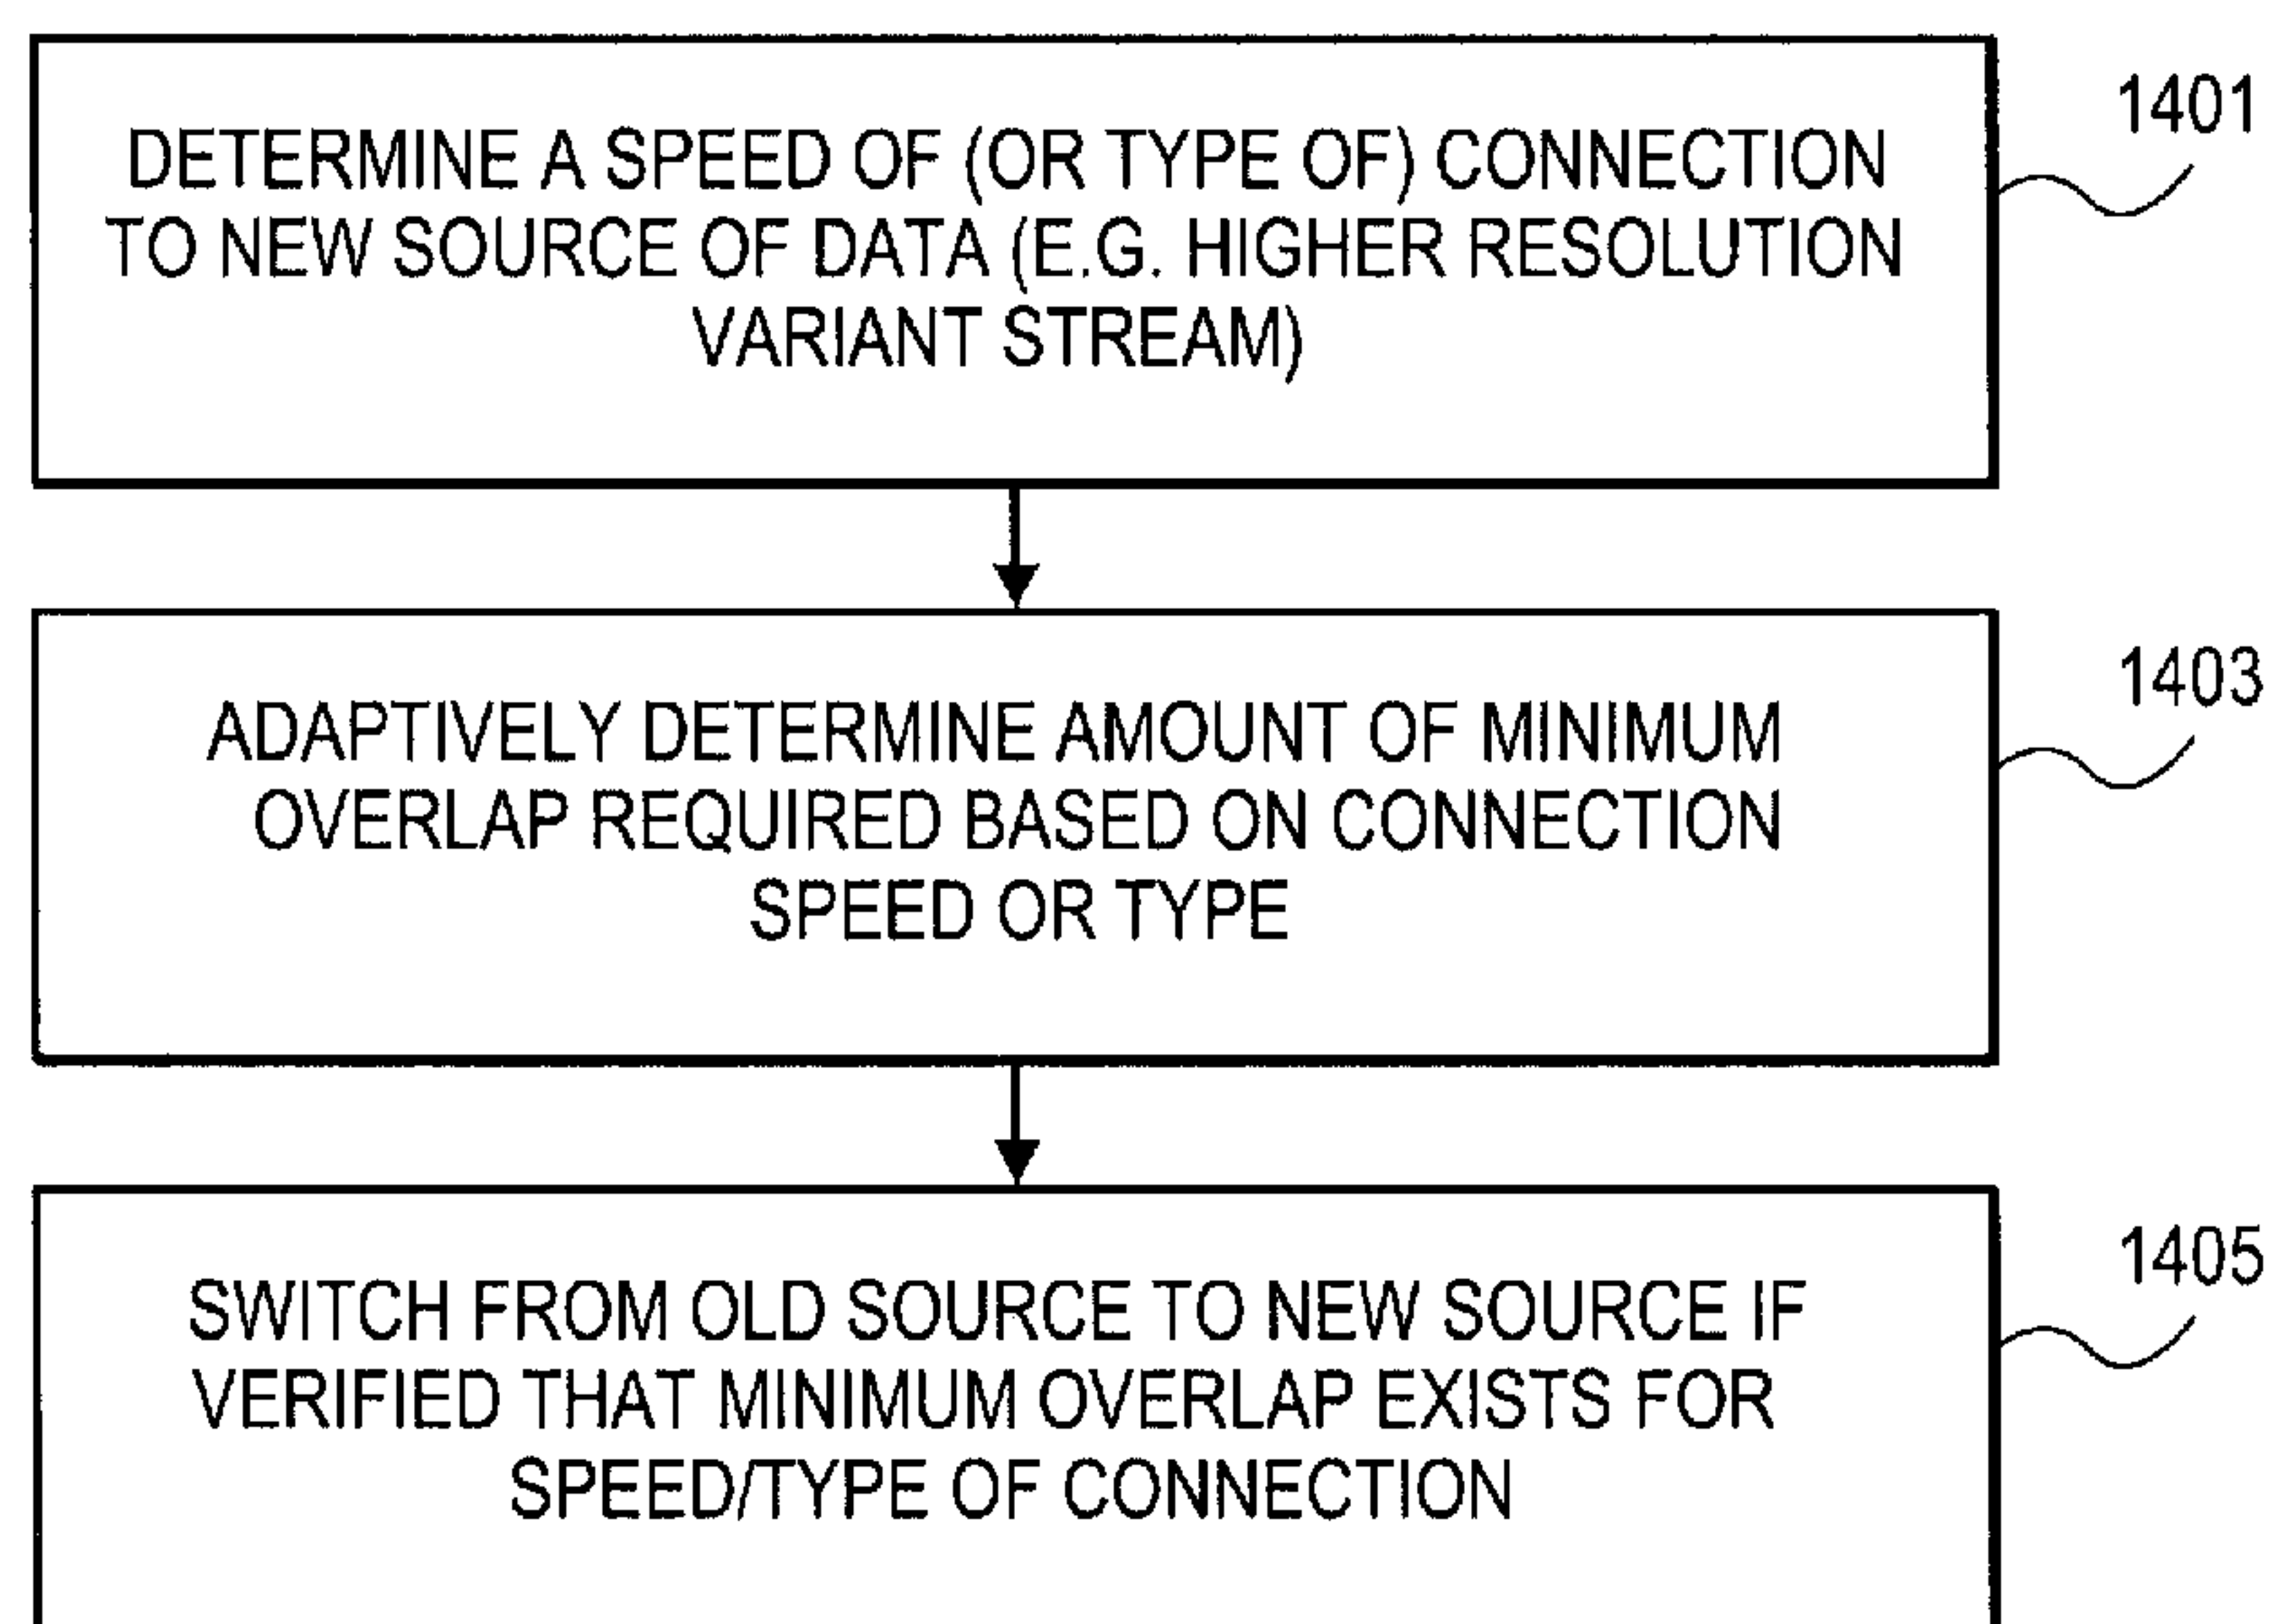 DETERMINE A SPEED OF (OR TYPE OF) CONNECTION
TO NEW SOURCE OF DATA (E.G. HIGHER RESOLUTION
VARIANT STREAM)
1401
ADAPTIVELY DETERMINE AMOUNT OF MINIMUM
OVERLAP REQUIRED BASED ON CONNECTION
SPEED OR TYPE
1403
SWITCH FROM OLD SOURCE TO NEW SOURCE IF
VERIFIED THAT MINIMUM OVERLAP EXISTS FOR
SPEED/TYPE OF CONNECTION
1405